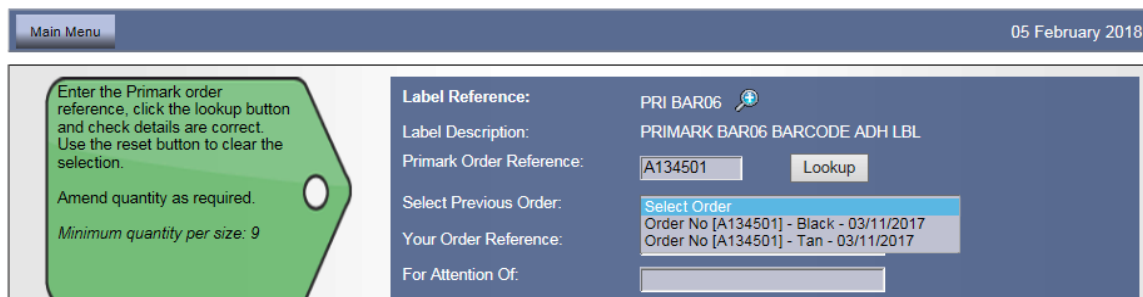 Main Menu
05 February 2018
Enter the Primark order
reference, click the lookup button
and check details are correct.
Use the reset button to clear the
selection.
Amend quantity as required.
Minimum quantity per size: 9
Label Reference:
PRI BAR06
Label Description:
PRIMARK BAR06 BARCODE ADH LBL
Primark Order Reference:
A134501
Lookup
Select Previous Order:
Select Order
Order No [A134501] - Black - 03/11/2017
Order No [A134501] - Tan - 03/11/2017
Your Order Reference:
For Attention Of: